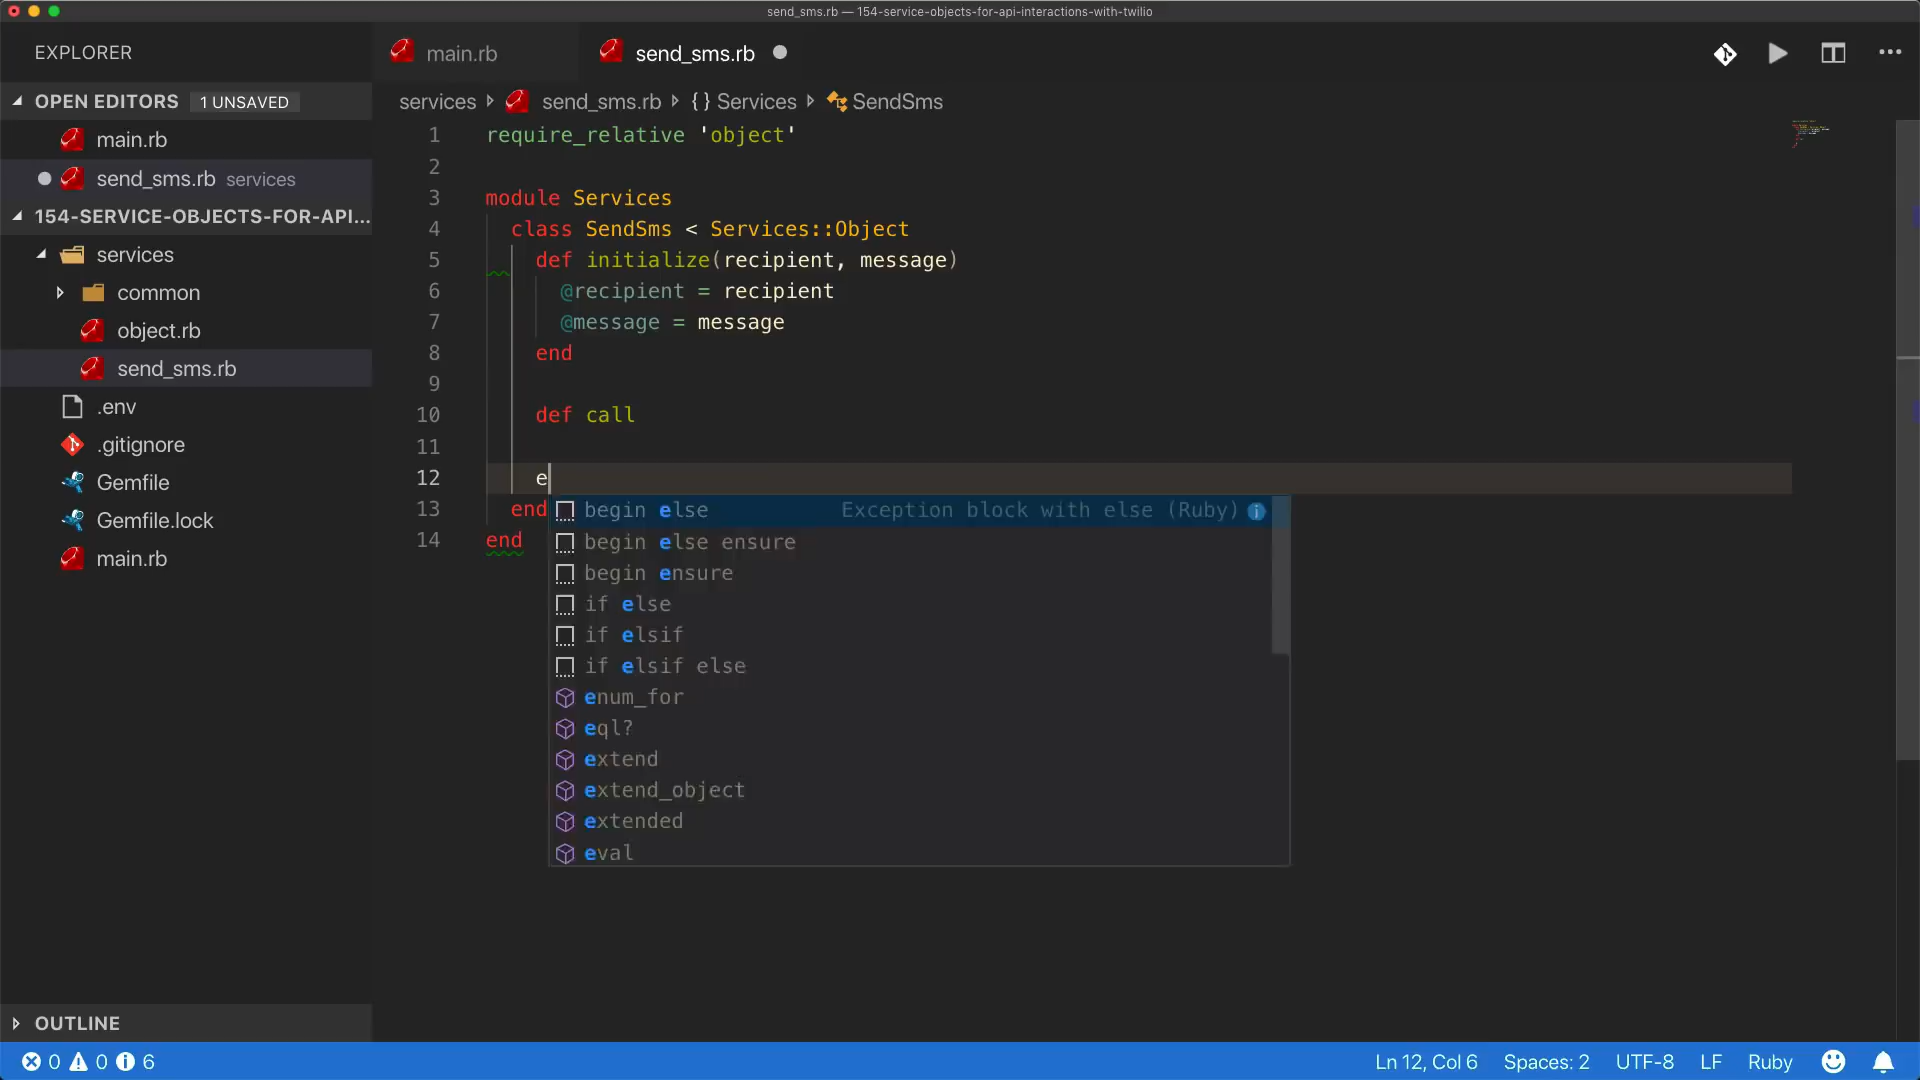 send_sms.rb — 154-service-objects-for-api-interactions-with-twilio
EXPLORER
main.rb
send_sms.rb
OPEN EDITORS 1 UNSAVED
main.rb
send_sms.rb services
154-SERVICE-OBJECTS-FOR-API...
services
common
object.rb
send_sms.rb
.env
.gitignore
Gemfile
Gemfile.lock
main.rb
OUTLINE
services send_sms.rb {} Services SendSms
1 require_relative 'object'
2
3 module Services
4 class SendSms < Services::Object
5 def initialize(recipient, message)
6 @recipient = recipient
7 @message = message
8 end
9
10 def call
11
12 e
13 end
14 end
begin else Exception block with else (Ruby)
begin else ensure
begin ensure
if else
if elsif
if elsif else
enum_for
eql?
extend
extend_object
extended
eval
0 0 6
Ln 12, Col 6 Spaces: 2 UTF-8 LF Ruby